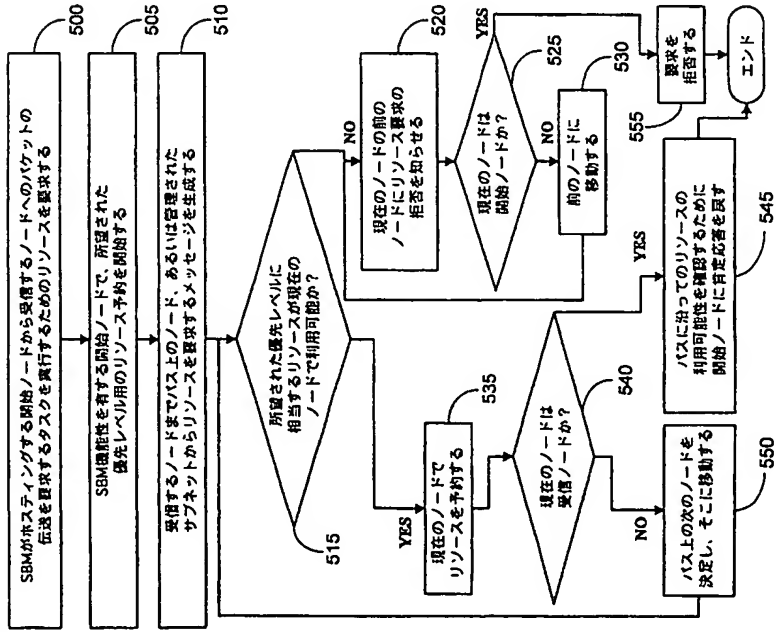 500
SBMがホスティングする開始ノードから受信するノードへのパケットの
伝送を要求するタスクを実行するためのリソースを要求する
505
SBM機能性を有する開始ノードで、所望された
優先レベル用のリソース予約を開始する
510
受信するノードまでパス上のノード、あるいは管理された
サブネットからリソースを要求するメッセージを生成する
515
所望された優先レベルに
相当するリソースが現在の
ノードで利用可能か?
NO
520
現在のノードの前の
ノードにリソース要求の
拒否を知らせる
525
現在のノードは
開始ノードか?
YES
NO
530
前のノードに
移動する
555
要求を
拒否する
エンド
YES
535
現在のノードで
リソースを予約する
540
現在のノードは
受信ノードか?
YES
545
パスに沿ってのリソースの
利用可能性を確認するために
開始ノードに肯定応答を戻す
NO
550
パス上の次のノードを
決定し、そこに移動する